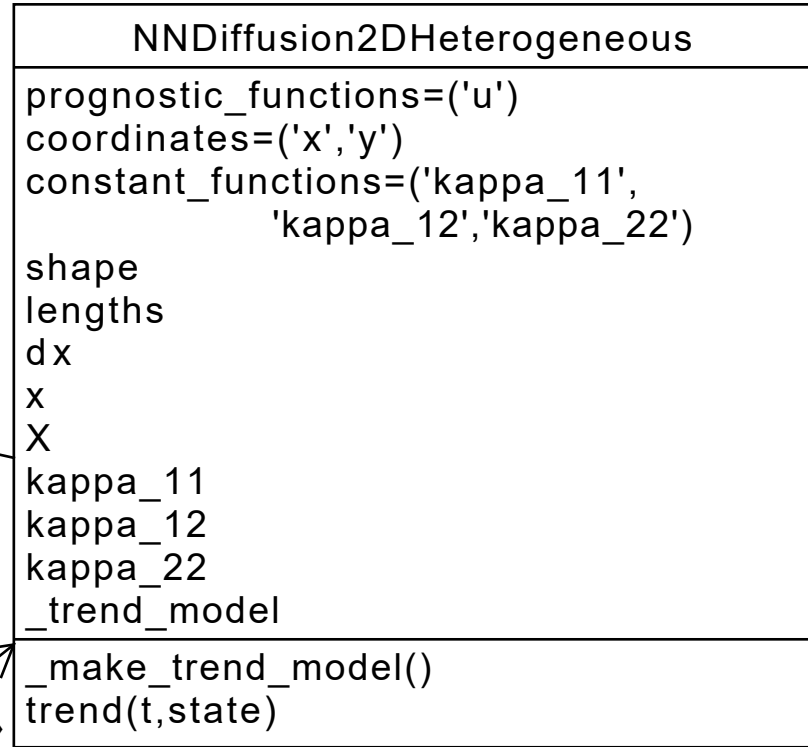 NNDiffusion2DHeterogeneous
prognostic_functions=('u')
coordinates=('x','y')
constant_functions=('kappa_11',
'kappa_12','kappa_22')
shape
lengths
dx
x
X
kappa_11
kappa_12
kappa_22
_trend_model
_make_trend_model()
trend(t,state)